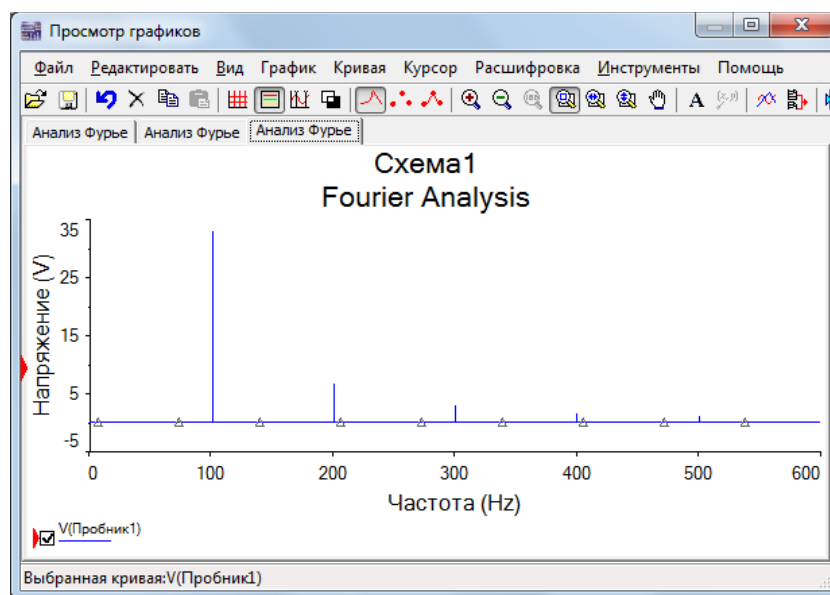 Просмотр графиков
Файл Редактировать Вид График Кривая Курсор Расшифровка Инструменты Помощь
A
Анализ Фурье Анализ Фурье Анализ Фурье
Схема1
Fourier Analysis
Напряжение (V)
35
25
15
5
-5
0 100 200 300 400 500 600
Частота (Hz)
V(Пробник1)
Выбранная кривая:V(Пробник1)